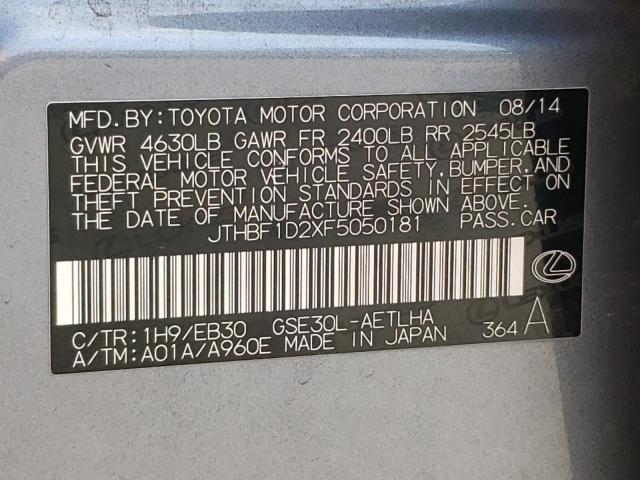 MFD.BY:TOYOTA MOTOR CORPORATION 08/14
GVWR 4630LB GAWR FR 2400LB RR 2545LB
THIS VEHICLE CONFORMS TO ALL APPLICABLE
FEDERAL MOTOR VEHICLE SAFETY,BUMPER,AND
THEFT PREVENTION STANDARDS IN EFFECT ON
THE DATE OF MANUFACTURE SHOWN ABOVE.
JTHBF1D2XF5050181 PASS.CAR
C/TR:1H9/EB30 GSE30L-AETLHA
A/TM:A01A/A960E MADE IN JAPAN 364 A